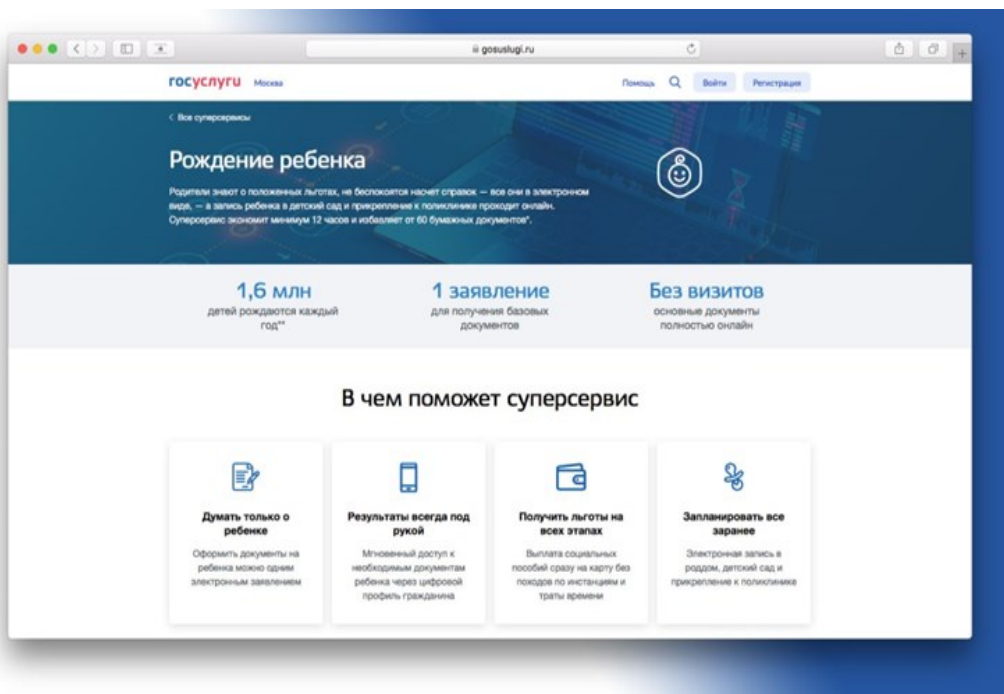 gosuslugi.ru
госуслуги Москва Помощь Войти Регистрация
< Все суперсервисы
Рождение ребенка
Родители знают о положенных льготах, не беспокоятся насчет справок — все они в электронном
виде, — а запись ребенка в детский сад и прикрепление к поликлинике проходит онлайн.
Суперсервис экономит минимум 12 часов и избавляет от 60 бумажных документов*.
1,6 млн
детей рождаются каждый
год**
1 заявление
для получения базовых
документов
Без визитов
основные документы
полностью онлайн
В чем поможет суперсервис
Думать только о
ребенке
Оформить документы на
ребенка можно одним
электронным заявлением
Результаты всегда под
рукой
Мгновенный доступ к
необходимым документам
ребенка через цифровой
профиль гражданина
Получить льготы на
всех этапах
Выплата социальных
пособий сразу на карту без
походов по инстанциям и
траты времени
Запланировать все
заранее
Электронная запись в
роддом, детский сад и
прикрепление к поликлинике